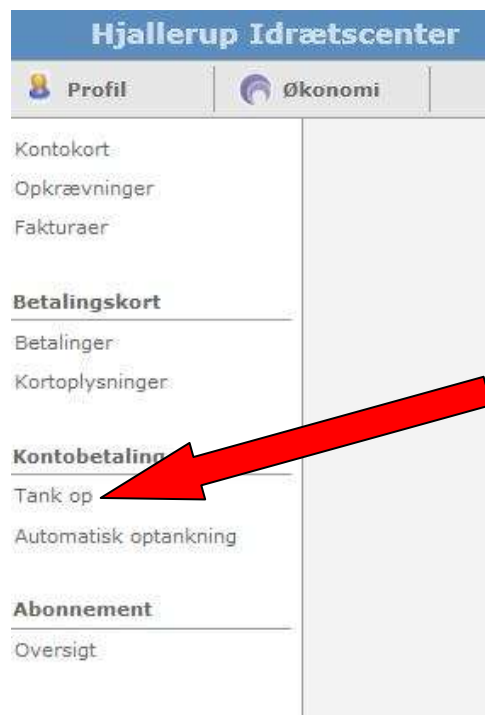 Hjallerup Idrætscenter
Profil Økonomi
Kontokort
Opkrævninger
Fakturaer
Betalingskort
Betalinger
Kortoplysninger
Kontobetaling
Tank op
Automatisk optankning
Abonnement
Oversigt